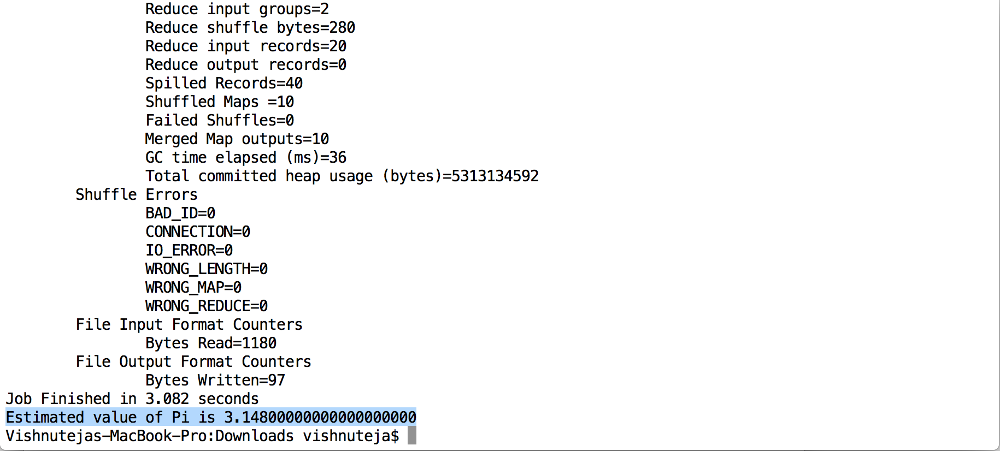 Reduce input groups=2
Reduce shuffle bytes=280
Reduce input records=20
Reduce output records=0
Spilled Records=40
Shuffled Maps =10
Failed Shuffles=0
Merged Map outputs=10
GC time elapsed (ms)=36
Total committed heap usage (bytes)=5313134592
Shuffle Errors
BAD_ID=0
CONNECTION=0
IO_ERROR=0
WRONG_LENGTH=0
WRONG_MAP=0
WRONG_REDUCE=0
File Input Format Counters
Bytes Read=1180
File Output Format Counters
Bytes Written=97
Job Finished in 3.082 seconds
Estimated value of Pi is 3.14800000000000000000
Vishnutejas-MacBook-Pro:Downloads vishnuteja$